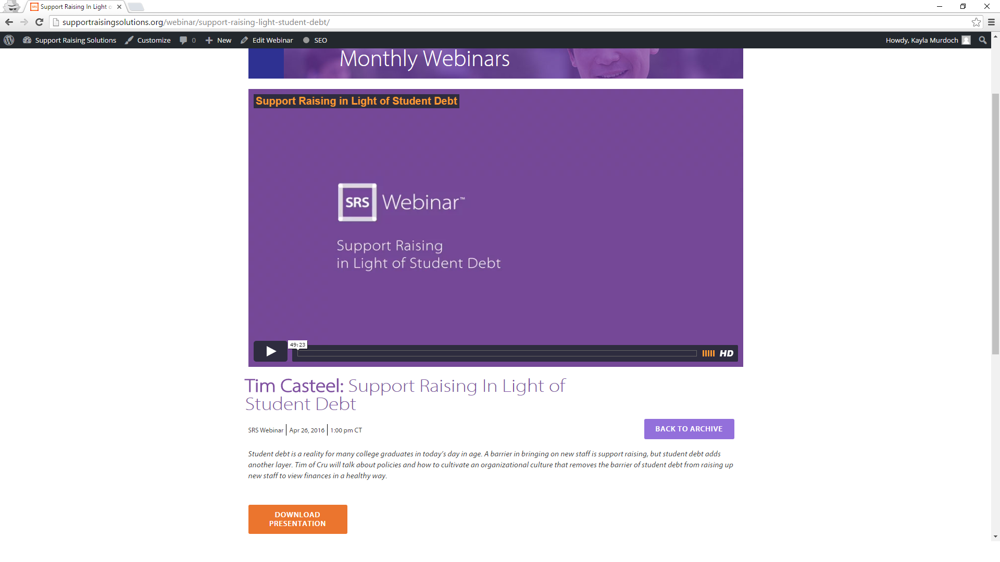 Support Raising In Light o
supportraisingsolutions.org/webinar/support-raising-light-student-debt/
Support Raising Solutions Customize 0 New Edit Webinar SEO Howdy, Kayla Murdoch
Monthly Webinars
Support Raising in Light of Student Debt
SRS Webinar™
Support Raising
in Light of Student Debt
49:23
HD
Tim Casteel: Support Raising In Light of
Student Debt
SRS Webinar Apr 26, 2016 1:00 pm CT
BACK TO ARCHIVE
Student debt is a reality for many college graduates in today's day in age. A barrier in bringing on new staff is support raising, but student debt adds
another layer. Tim of Cru will talk about policies and how to cultivate an organizational culture that removes the barrier of student debt from raising up
new staff to view finances in a healthy way.
DOWNLOAD
PRESENTATION